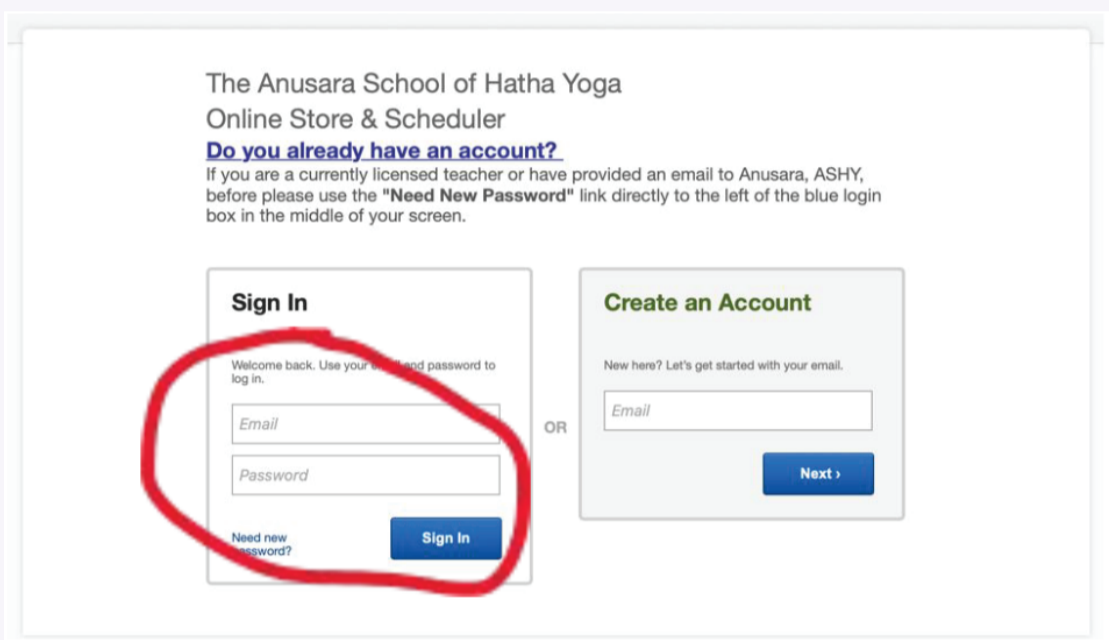 The Anusara School of Hatha Yoga
Online Store & Scheduler
Do you already have an account?
If you are a currently licensed teacher or have provided an email to Anusara, ASHY,
before please use the "Need New Password" link directly to the left of the blue login
box in the middle of your screen.
Sign In
Welcome back. Use your and password to
log in.
Email
Password
Need new
Sign In
OR
Create an Account
New here? Let's get started with your email.
Email
Next ›